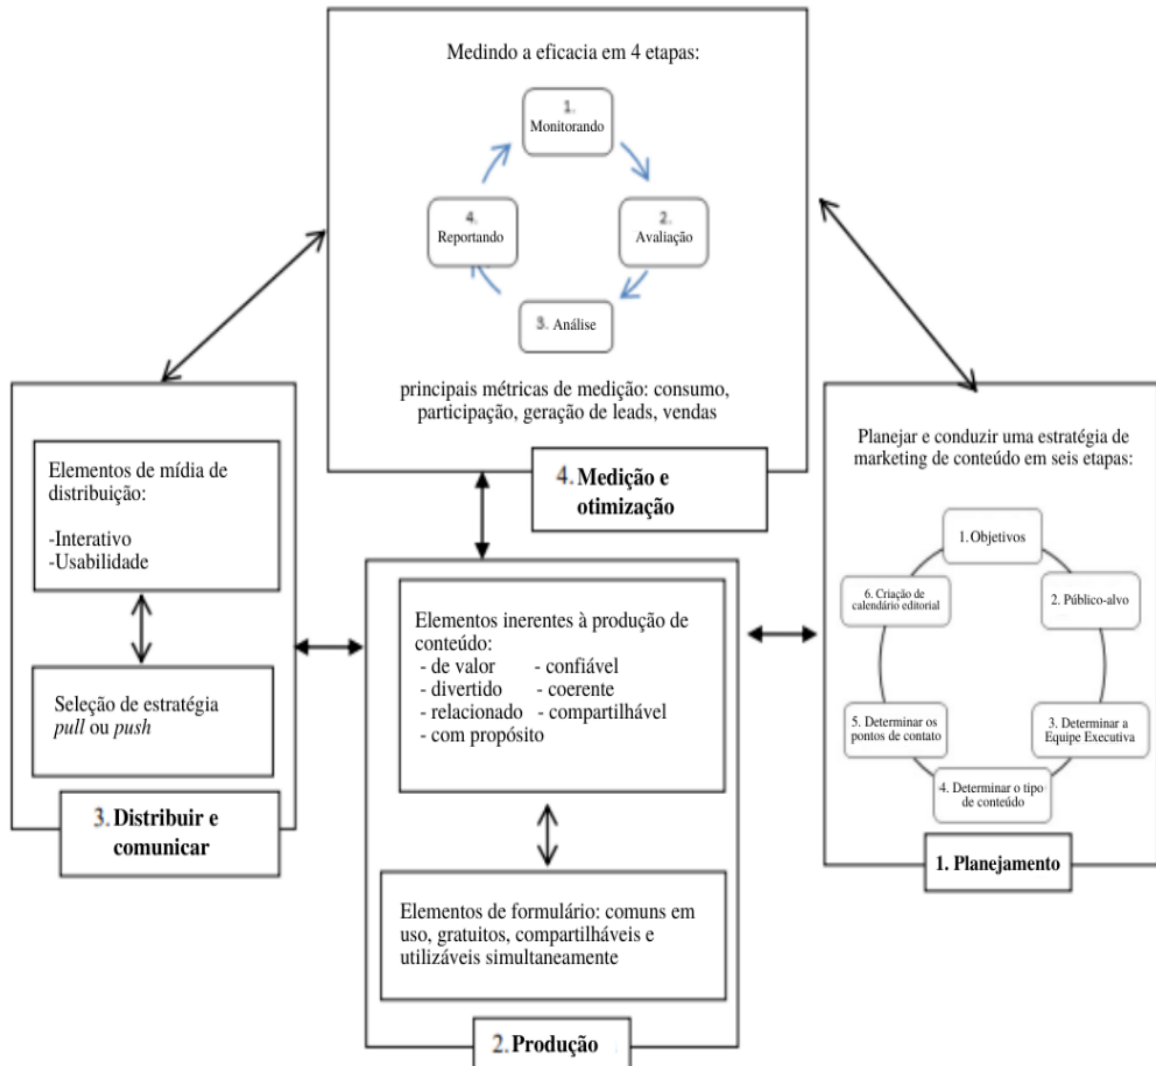 Medindo a eficacia em 4 etapas:
1.
Monitorando
2.
Avaliação
3. Análise
4.
Reportando
principais métricas de medição: consumo,
participação, geração de leads, vendas
4. Medição e
otimização
Elementos de mídia de
distribuição:
-Interativo
-Usabilidade
Seleção de estratégia
pull ou push
3. Distribuir e
comunicar
Elementos inerentes à produção de
conteúdo:
- de valor - confiável
- divertido - coerente
- relacionado - compartilhável
- com propósito
Elementos de formulário: comuns em
uso, gratuitos, compartilháveis e
utilizáveis simultaneamente
2. Produção
Planejar e conduzir uma estratégia de
marketing de conteúdo em seis etapas:
1. Objetivos
2. Público-alvo
3. Determinar a
Equipe Executiva
4. Determinar o tipo
de conteúdo
5. Determinar os
pontos de contato
6. Criação de
calendário editorial
1. Planejamento